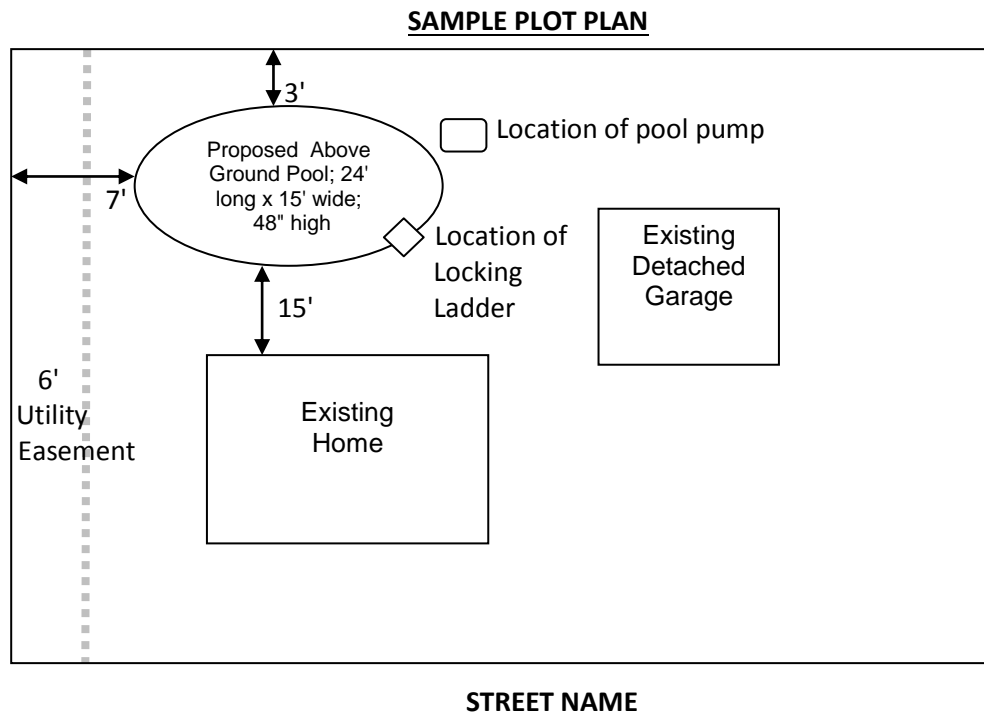 SAMPLE PLOT PLAN
3'
Location of pool pump
Proposed Above
Ground Pool; 24'
long x 15' wide;
48" high
7'
Location of
Locking
Ladder
Existing
Detached
Garage
15'
6'
Utility
Easement
Existing
Home
STREET NAME